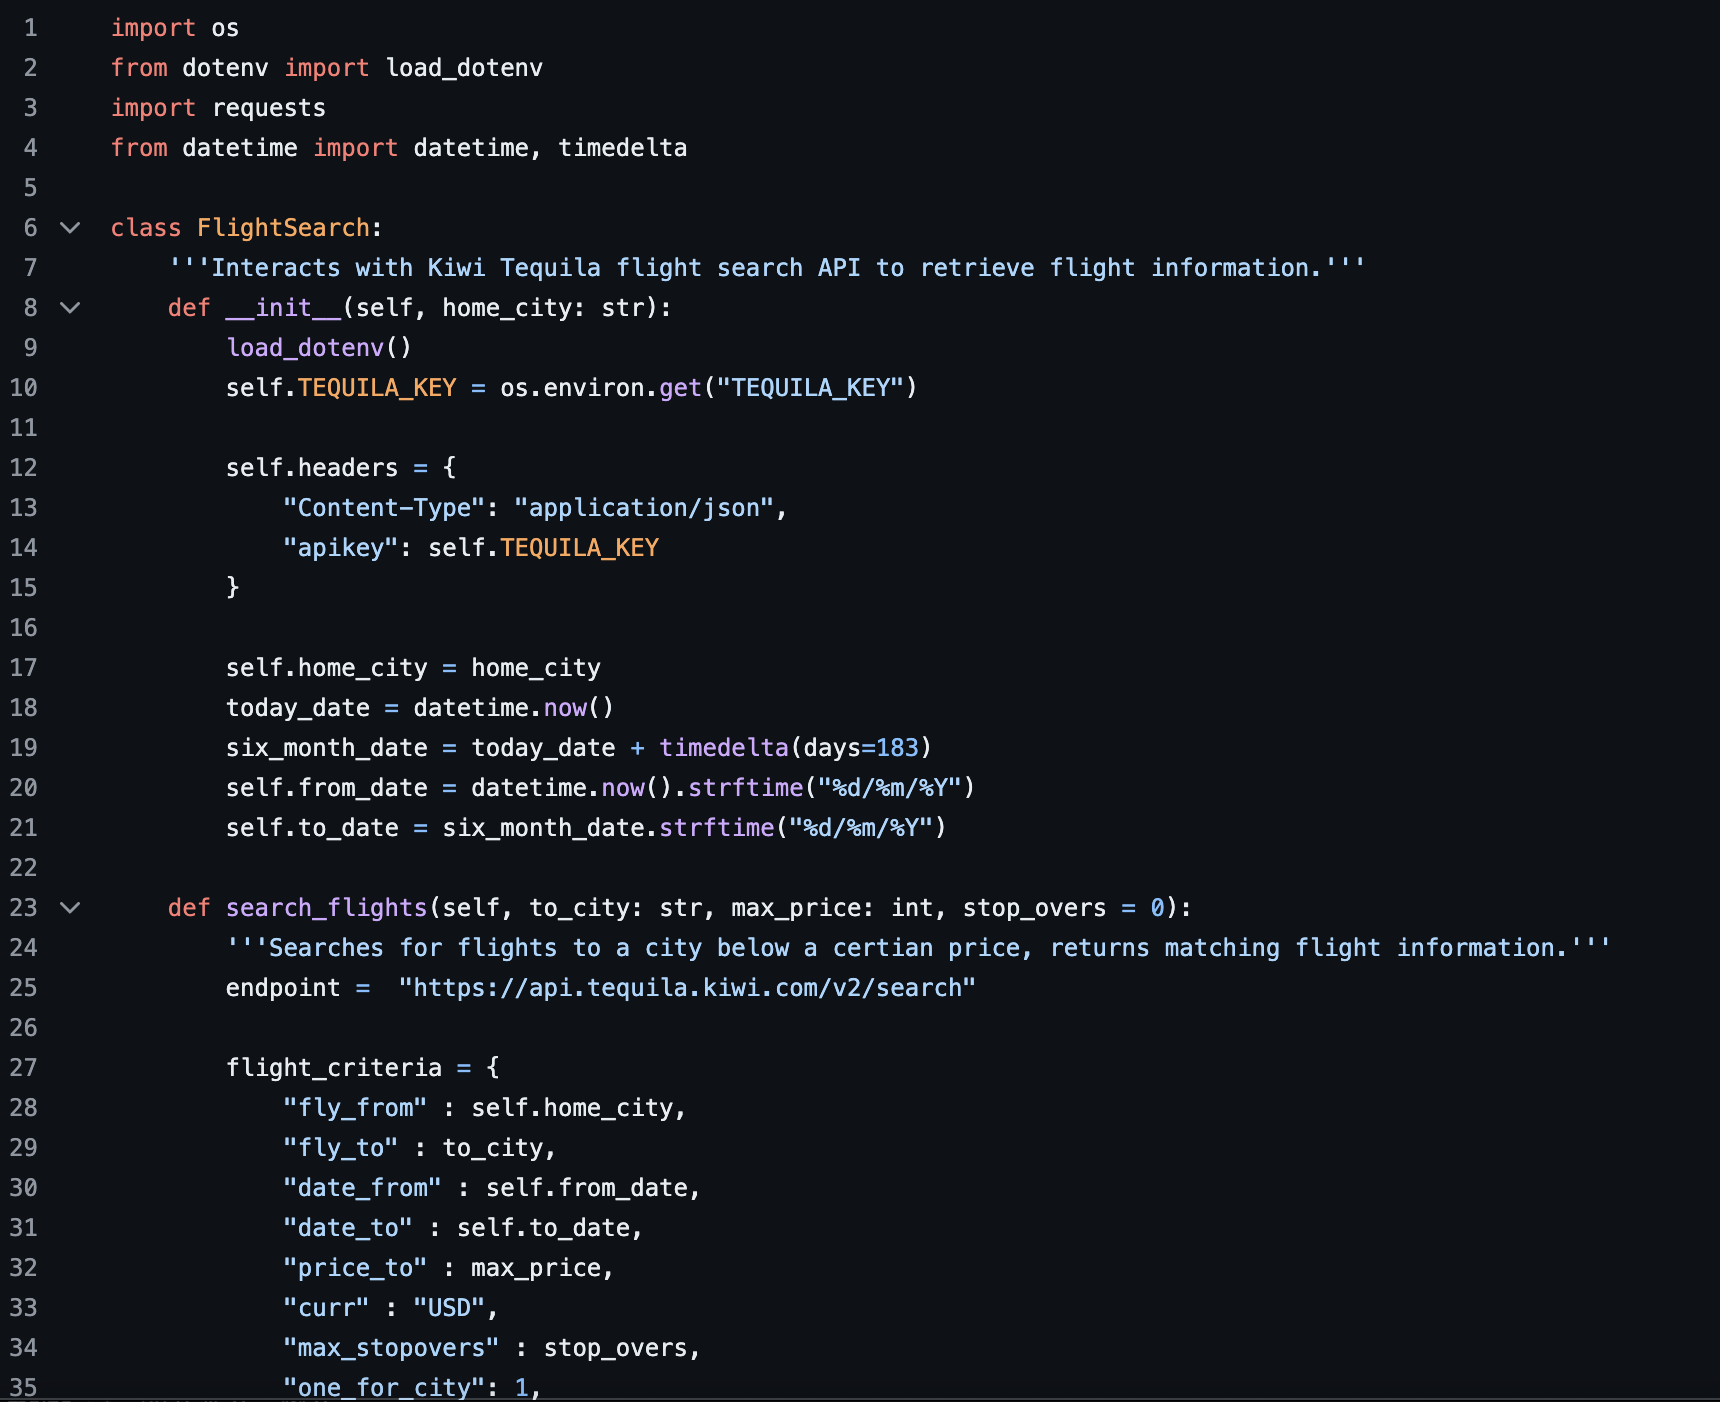 1 import os
2 from dotenv import load_dotenv
3 import requests
4 from datetime import datetime, timedelta
5
6 class FlightSearch:
7 '''Interacts with Kiwi Tequila flight search API to retrieve flight information.'''
8 def __init__(self, home_city: str):
9 load_dotenv()
10 self.TEQUILA_KEY = os.environ.get("TEQUILA_KEY")
11
12 self.headers = {
13 "Content-Type": "application/json",
14 "apikey": self.TEQUILA_KEY
15 }
16
17 self.home_city = home_city
18 today_date = datetime.now()
19 six_month_date = today_date + timedelta(days=183)
20 self.from_date = datetime.now().strftime("%d/%m/%Y")
21 self.to_date = six_month_date.strftime("%d/%m/%Y")
22
23 def search_flights(self, to_city: str, max_price: int, stop_overs = 0):
24 '''Searches for flights to a city below a certian price, returns matching flight information.'''
25 endpoint =  "https://api.tequila.kiwi.com/v2/search"
26
27 flight_criteria = {
28 "fly_from" : self.home_city,
29 "fly_to" : to_city,
30 "date_from" : self.from_date,
31 "date_to" : self.to_date,
32 "price_to" : max_price,
33 "curr" : "USD",
34 "max_stopovers" : stop_overs,
35 "one_for_city": 1,